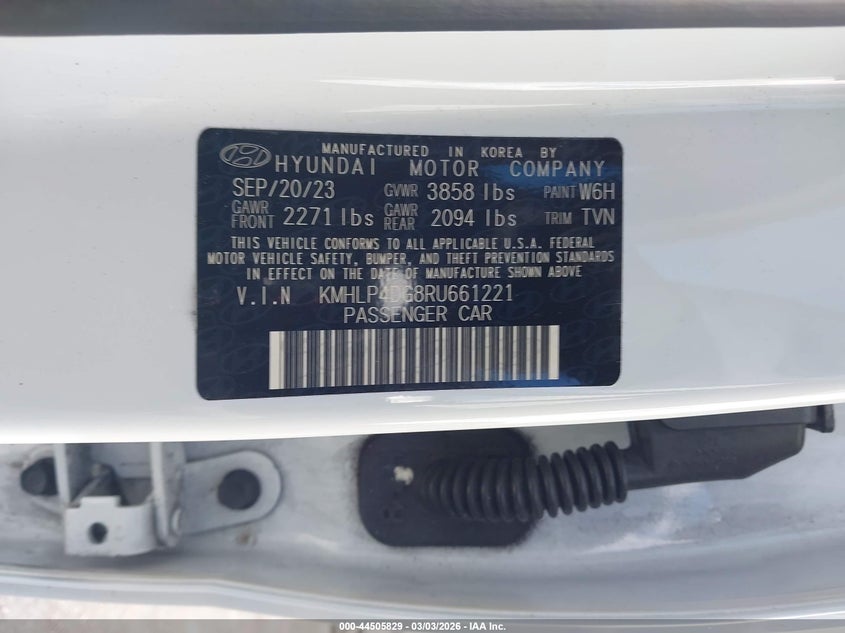 MANUFACTURED IN KOREA BY
HYUNDAI MOTOR COMPANY
SEP/20/23 GVWR 3858 lbs PAINT W6H
GAWR FRONT 2271 lbs GAWR REAR 2094 lbs TRIM TVN
THIS VEHICLE CONFORMS TO ALL APPLICABLE U.S.A. FEDERAL
MOTOR VEHICLE SAFETY, BUMPER, AND THEFT PREVENTION STANDARDS
IN EFFECT ON THE DATE OF MANUFACTURE SHOWN ABOVE
V.I.N KMHLP4DG8RU661221
PASSENGER CAR
000-44505829 - 03/03/2026 - IAA Inc.